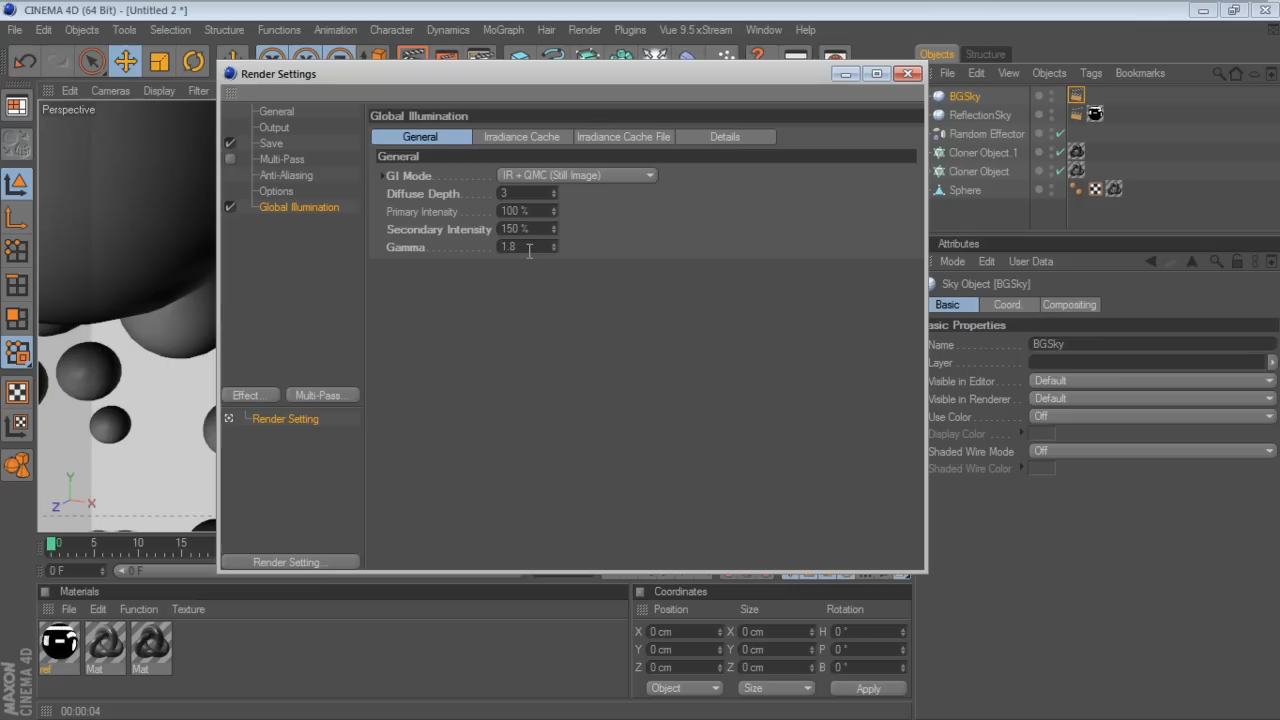 CINEMA 4D (64 Bit) - [Untitled 2 *]
File Edit Objects Tools Selection Structure Functions Animation Character Dynamics MoGraph Hair Render Plugins Vue 9.5 xStream Window Help
Objects Structure
Render Settings
File Edit View Objects Tags Bookmarks
Edit Cameras Display Filter
BGSky
Perspective
General
Global Illumination
ReflectionSky
Output
General Irradiance Cache Irradiance Cache File Details
Random Effector
Save
General
Cloner Object.1
Multi-Pass
GI Mode IR + QMC (Still Image)
Cloner Object
Anti-Aliasing
Diffuse Depth 3
Sphere
Options
Primary Intensity 100 %
Global Illumination
Secondary Intensity 150 %
Gamma 1.8
Attributes
Mode Edit User Data
Sky Object [BGSky]
Basic Coord. Compositing
asic Properties
Name BGSky
Layer
Visible in Editor Default
Visible in Renderer Default
Effect... Multi-Pass...
Use Color Off
Render Setting
Display Color
Shaded Wire Mode Off
Shaded Wire Color
Y
Z X
0 5 10 15
Render Setting...
0 F 0 F
Materials
Coordinates
File Edit Function Texture
Position Size Rotation
X 0 cm X 0 cm H 0 °
Y 0 cm Y 0 cm P 0 °
ref Mat Mat
Z 0 cm Z 0 cm B 0 °
Object Size Apply
MAXON
CINEMA 4D
00:00:04